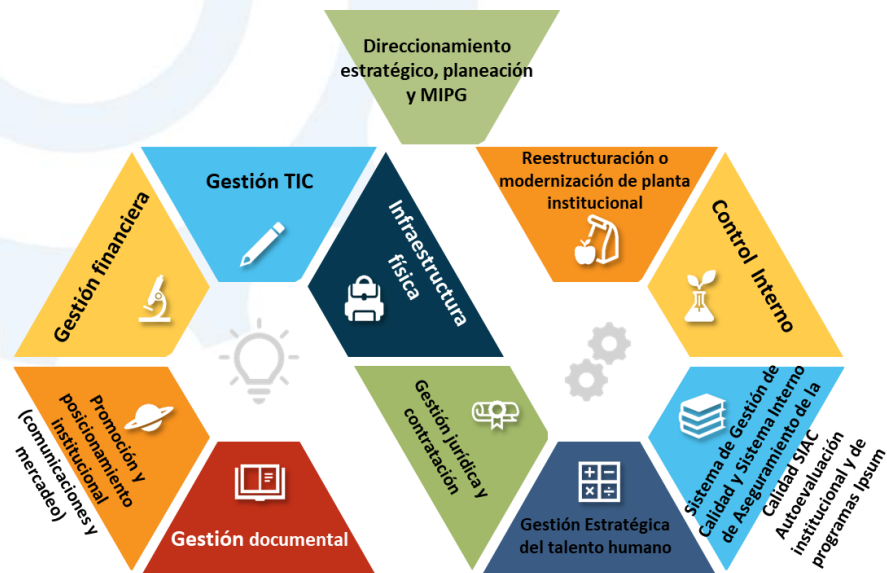 Direccionamiento
estratégico, planeación
y MIPG
Gestión financiera
Gestión TIC
Infraestructura
física
Reestructuración o
modernización de planta
institucional
Control Interno
Promoción y
posicionamiento
institucional
(comunicaciones y
mercadeo)
Gestión documental
Gestión jurídica y
contratación
Gestión Estratégica
del talento humano
Sistema de Gestión de
Calidad y Sistema Interno
de Aseguramiento de la
Calidad SIAC
Autoevaluación
institucional y de
programas Ipsum